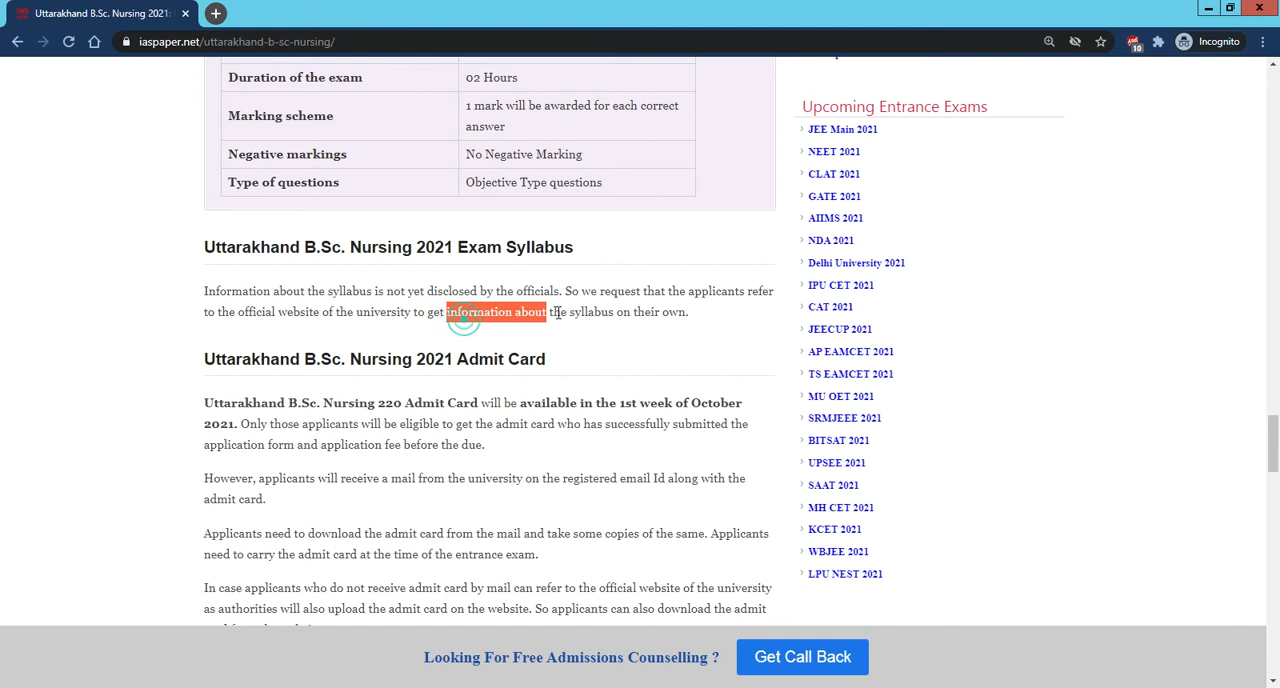 Uttarakhand B.Sc. Nursing 2021:
iaspaper.net/uttarakhand-b-sc-nursing/
10
Incognito
Duration of the exam 02 Hours
Marking scheme 1 mark will be awarded for each correct
answer
Negative markings No Negative Marking
Type of questions Objective Type questions
Uttarakhand B.Sc. Nursing 2021 Exam Syllabus
Information about the syllabus is not yet disclosed by the officials. So we request that the applicants refer
to the official website of the university to get information about the syllabus on their own.
Uttarakhand B.Sc. Nursing 2021 Admit Card
Uttarakhand B.Sc. Nursing 220 Admit Card will be available in the 1st week of October
2021. Only those applicants will be eligible to get the admit card who has successfully submitted the
application form and application fee before the due.
However, applicants will receive a mail from the university on the registered email Id along with the
admit card.
Applicants need to download the admit card from the mail and take some copies of the same. Applicants
need to carry the admit card at the time of the entrance exam.
In case applicants who do not receive admit card by mail can refer to the official website of the university
as authorities will also upload the admit card on the website. So applicants can also download the admit
Upcoming Entrance Exams
JEE Main 2021
NEET 2021
CLAT 2021
GATE 2021
AIIMS 2021
NDA 2021
Delhi University 2021
IPU CET 2021
CAT 2021
JEECUP 2021
AP EAMCET 2021
TS EAMCET 2021
MU OET 2021
SRMJEEE 2021
BITSAT 2021
UPSEE 2021
SAAT 2021
MH CET 2021
KCET 2021
WBJEE 2021
LPU NEST 2021
Looking For Free Admissions Counselling ?
Get Call Back